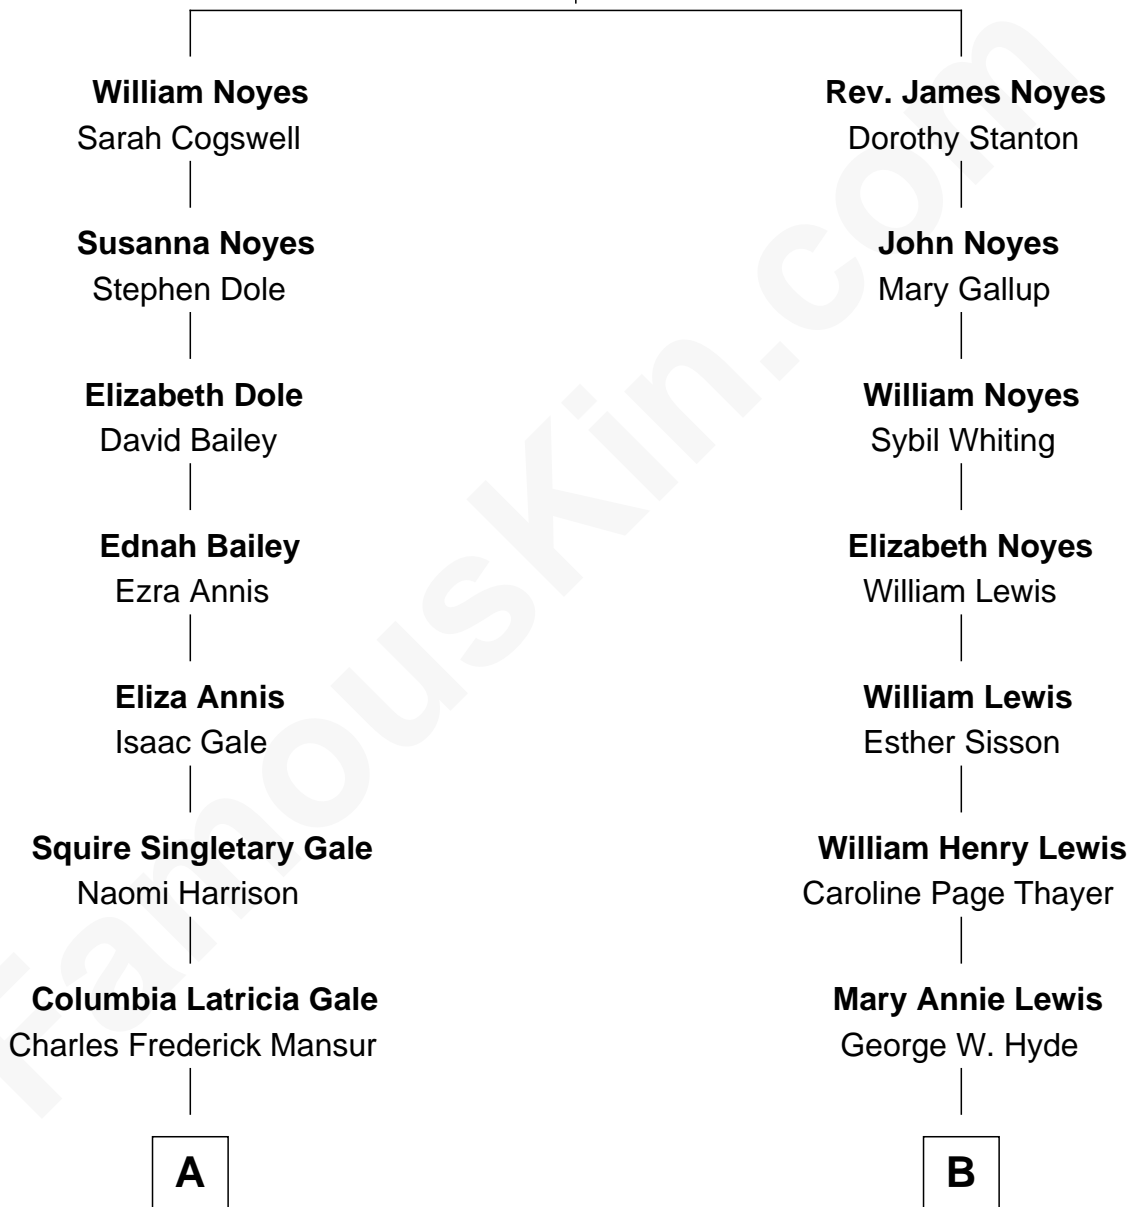 William Noyes
Sarah Cogswell
Susanna Noyes
Stephen Dole
Elizabeth Dole
David Bailey
Ednah Bailey
Ezra Annis
Eliza Annis
Isaac Gale
Squire Singletary Gale
Naomi Harrison
Columbia Latricia Gale
Charles Frederick Mansur
A
Rev. James Noyes
Dorothy Stanton
John Noyes
Mary Gallup
William Noyes
Sybil Whiting
Elizabeth Noyes
William Lewis
William Lewis
Esther Sisson
William Henry Lewis
Caroline Page Thayer
Mary Annie Lewis
George W. Hyde
B
FamousKin.com